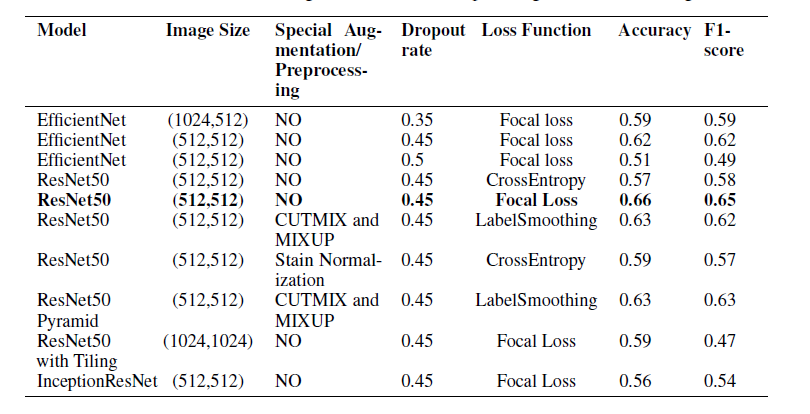 Model Image Size Special Aug- Dropout Loss Function Accuracy F1-
mentation/ rate score
Preprocess-
ing
EfficientNet (1024,512) NO 0.35 Focal loss 0.59 0.59
EfficientNet (512,512) NO 0.45 Focal loss 0.62 0.62
EfficientNet (512,512) NO 0.5 Focal loss 0.51 0.49
ResNet50 (512,512) NO 0.45 CrossEntropy 0.57 0.58
ResNet50 (512,512) NO 0.45 Focal Loss 0.66 0.65
ResNet50 (512,512) CUTMIX and 0.45 LabelSmoothing 0.63 0.62
MIXUP
ResNet50 (512,512) Stain Normal- 0.45 CrossEntropy 0.59 0.57
ization
ResNet50 (512,512) CUTMIX and 0.45 LabelSmoothing 0.63 0.63
Pyramid MIXUP
ResNet50 (1024,1024) NO 0.45 Focal Loss 0.59 0.47
with Tiling
InceptionResNet (512,512) NO 0.45 Focal Loss 0.56 0.54